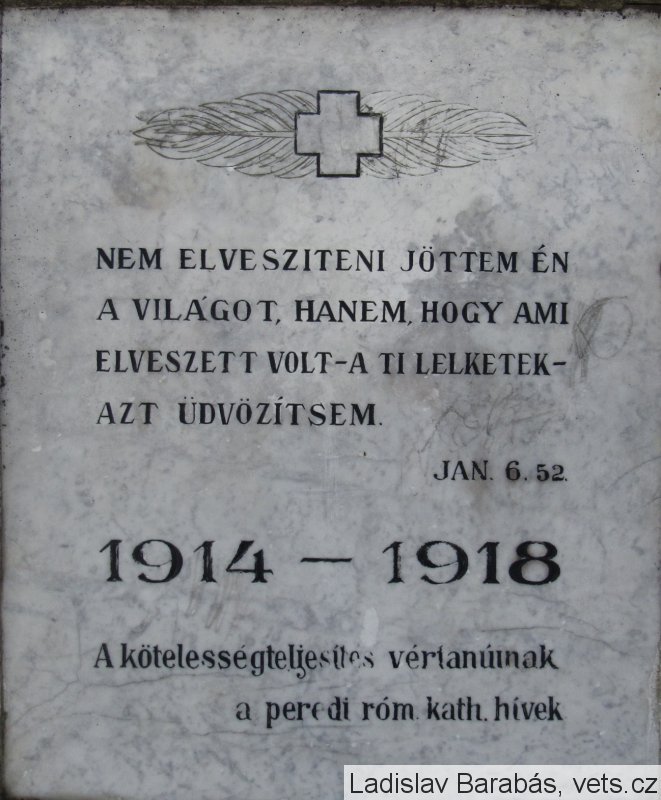 NEM ELVESZITENI JÖTTEM ÉN
A VILÁGOT, HANEM, HOGY AMI
ELVESZETT VOLT-A TI LELKETEK-
AZT ÜDVÖZÍTSEM.
JAN. 6. 52.
1914 – 1918
A kötelességteljesítés vértanúinak
a peredi róm. kath. hívek
Ladislav Barabás, vets.cz